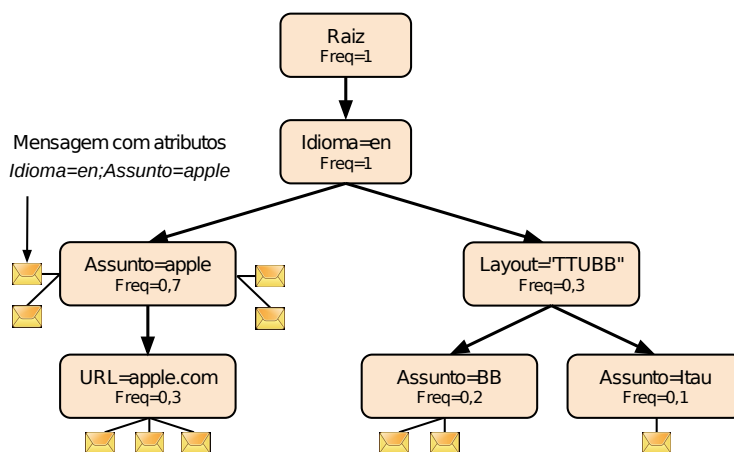 Raiz
Freq=1
Idioma=en
Freq=1
Mensagem com atributos
Idioma=en;Assunto=apple
Assunto=apple
Freq=0,7
Layout="TTUBB"
Freq=0,3
URL=apple.com
Freq=0,3
Assunto=BB
Freq=0,2
Assunto=Itau
Freq=0,1